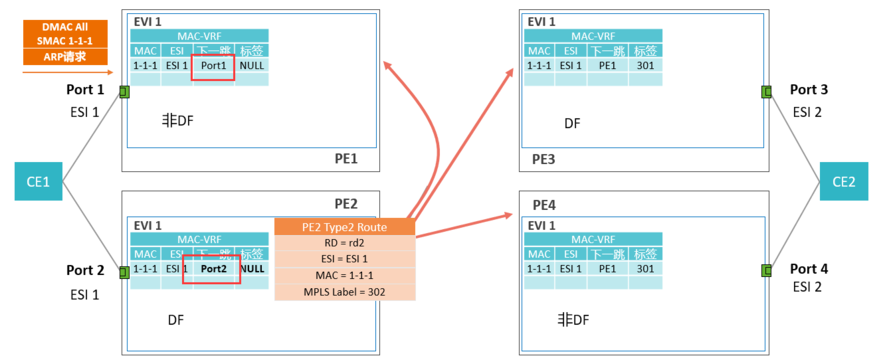 DMAC All
SMAC 1-1-1
ARP请求
Port 1
ESI 1
EVI 1
MAC-VRF
MAC ESI 下一跳 标签
1-1-1 ESI 1 Port1 NULL
非DF
PE1
EVI 1
MAC-VRF
MAC ESI 下一跳 标签
1-1-1 ESI 1 PE1 301
DF
PE3
Port 3
ESI 2
CE1
CE2
PE2
EVI 1
MAC-VRF
MAC ESI 下一跳 标签
1-1-1 ESI 1 Port2 NULL
DF
Port 2
ESI 1
PE2 Type2 Route
RD = rd2
ESI = ESI 1
MAC = 1-1-1
MPLS Label = 302
PE4
EVI 1
MAC-VRF
MAC ESI 下一跳 标签
1-1-1 ESI 1 PE1 301
非DF
Port 4
ESI 2